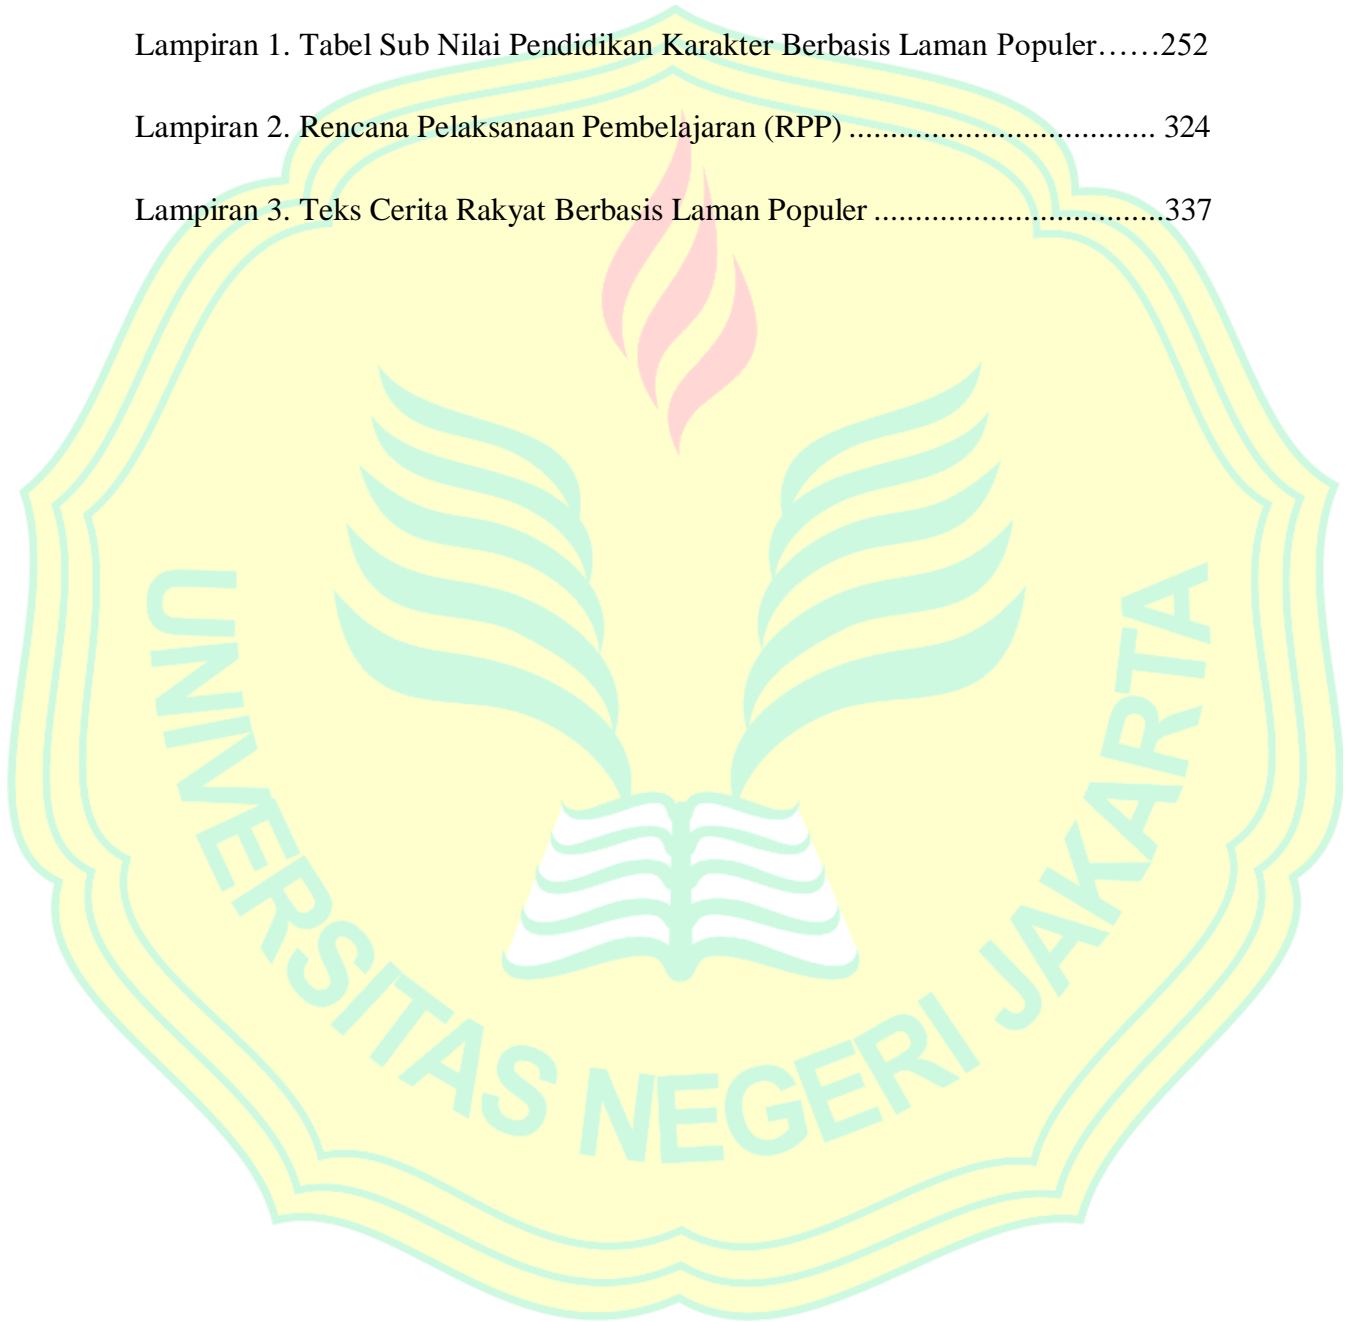 Lampiran 1. Tabel Sub Nilai Pendidikan Karakter Berbasis Laman Populer……252
Lampiran 2. Rencana Pelaksanaan Pembelajaran (RPP) ..................................... 324
Lampiran 3. Teks Cerita Rakyat Berbasis Laman Populer ...................................337
UNIVERSITAS NEGERI JAKARTA